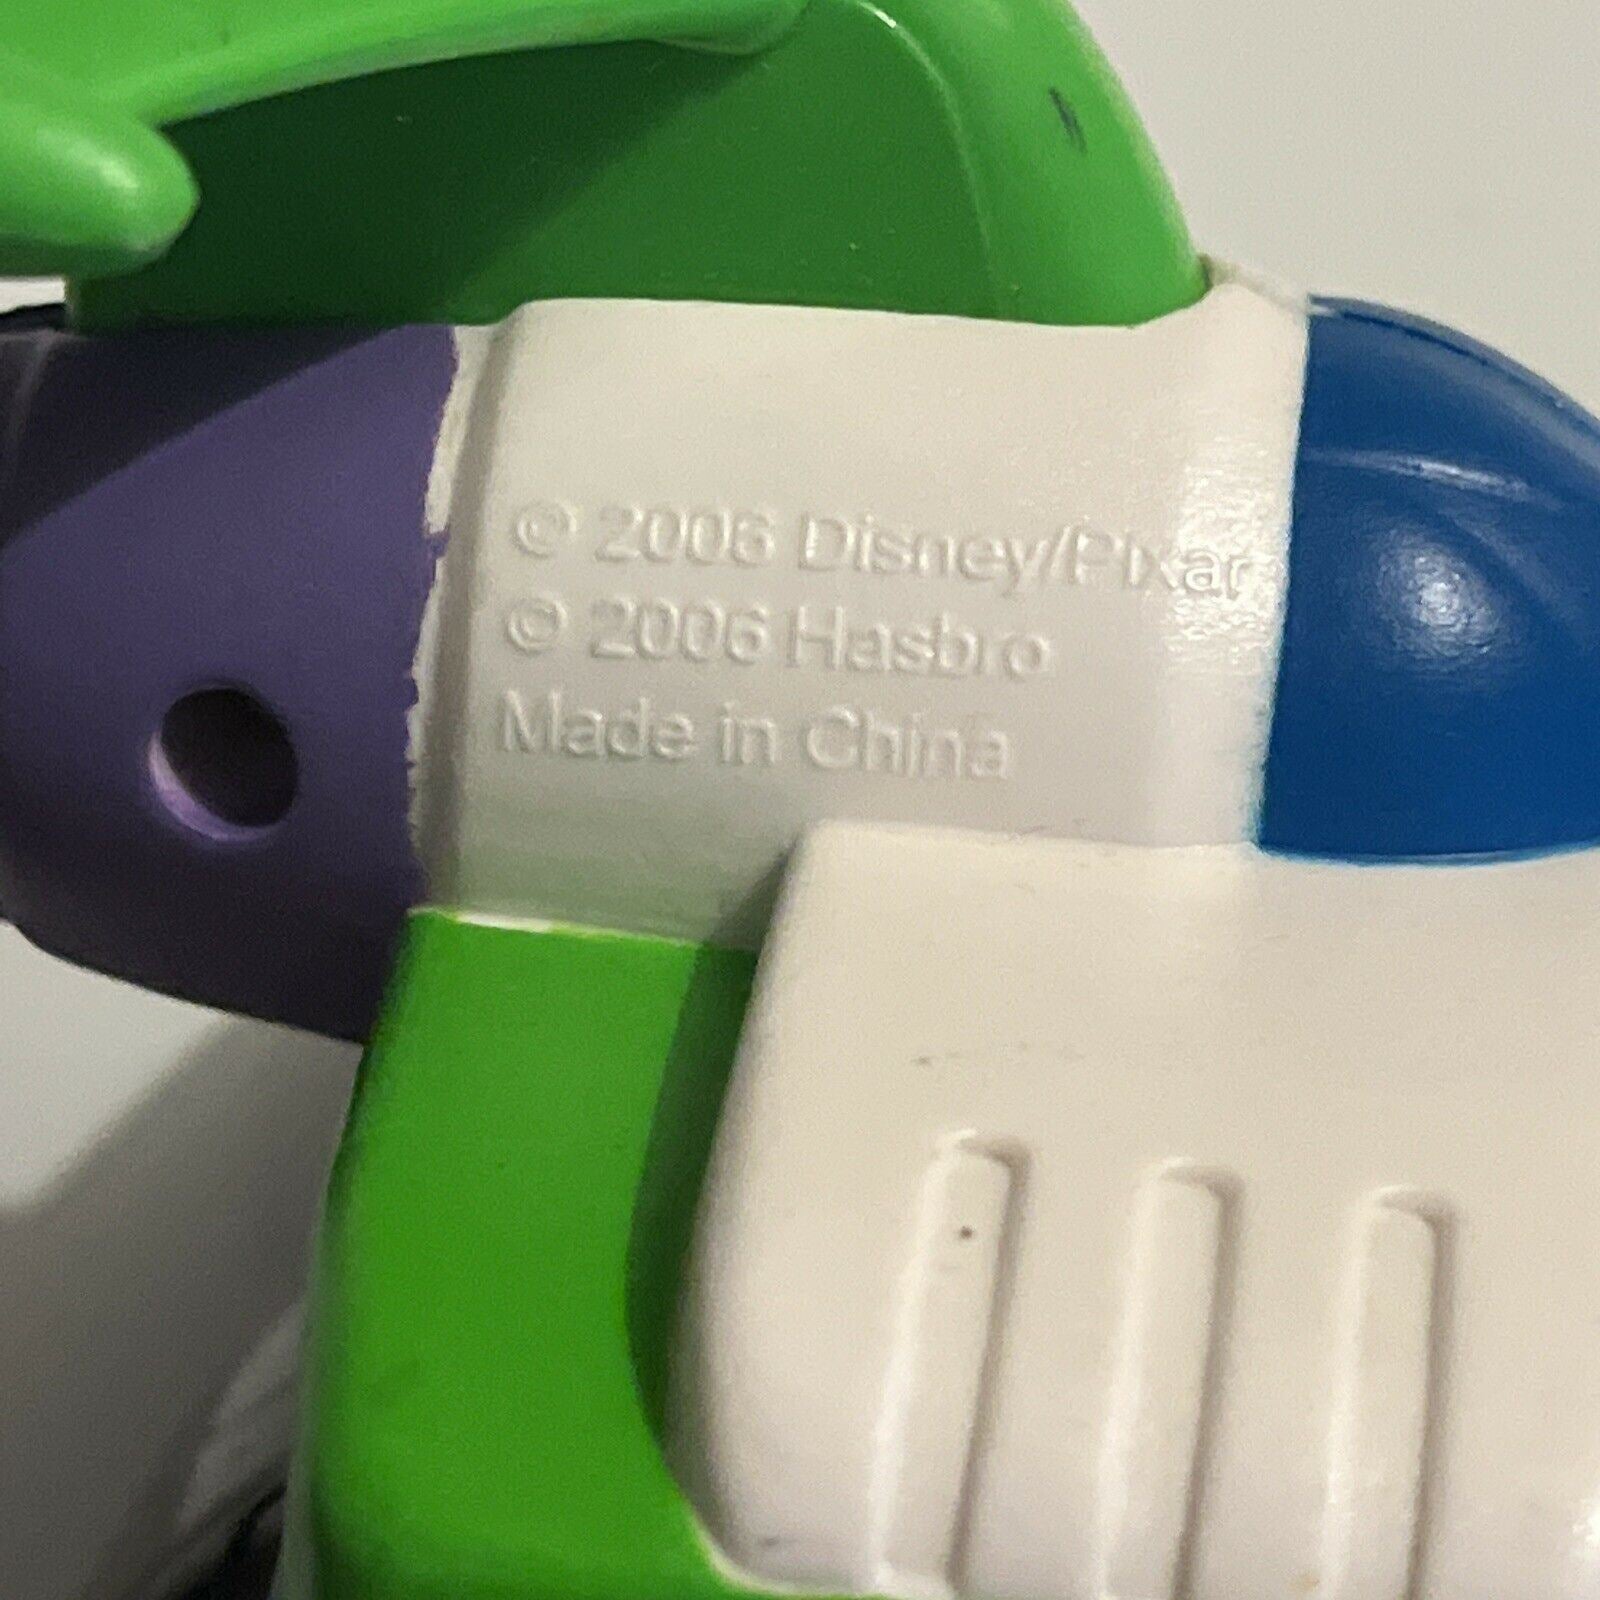 © 2006 Disney/Pixar
© 2006 Hasbro
Made in China